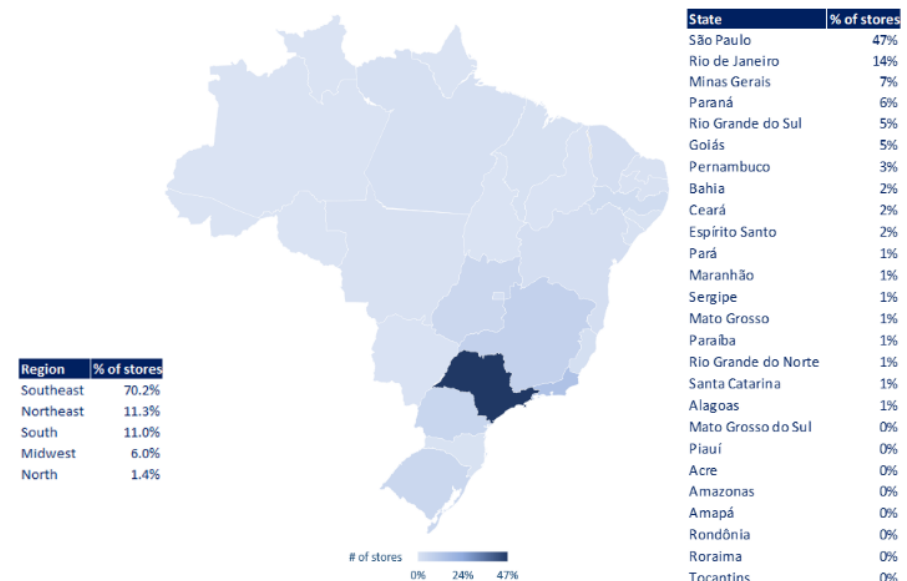 State % of stores
São Paulo 47%
Rio de Janeiro 14%
Minas Gerais 7%
Paraná 6%
Rio Grande do Sul 5%
Goiás 5%
Pernambuco 3%
Bahia 2%
Ceará 2%
Espírito Santo 2%
Pará 1%
Maranhão 1%
Sergipe 1%
Mato Grosso 1%
Paraíba 1%
Rio Grande do Norte 1%
Santa Catarina 1%
Alagoas 1%
Mato Grosso do Sul 0%
Piauí 0%
Acre 0%
Amazonas 0%
Amapá 0%
Rondônia 0%
Roraima 0%
Tocantins 0%
Region % of stores
Southeast 70.2%
Northeast 11.3%
South 11.0%
Midwest 6.0%
North 1.4%
# of stores
0% 24% 47%